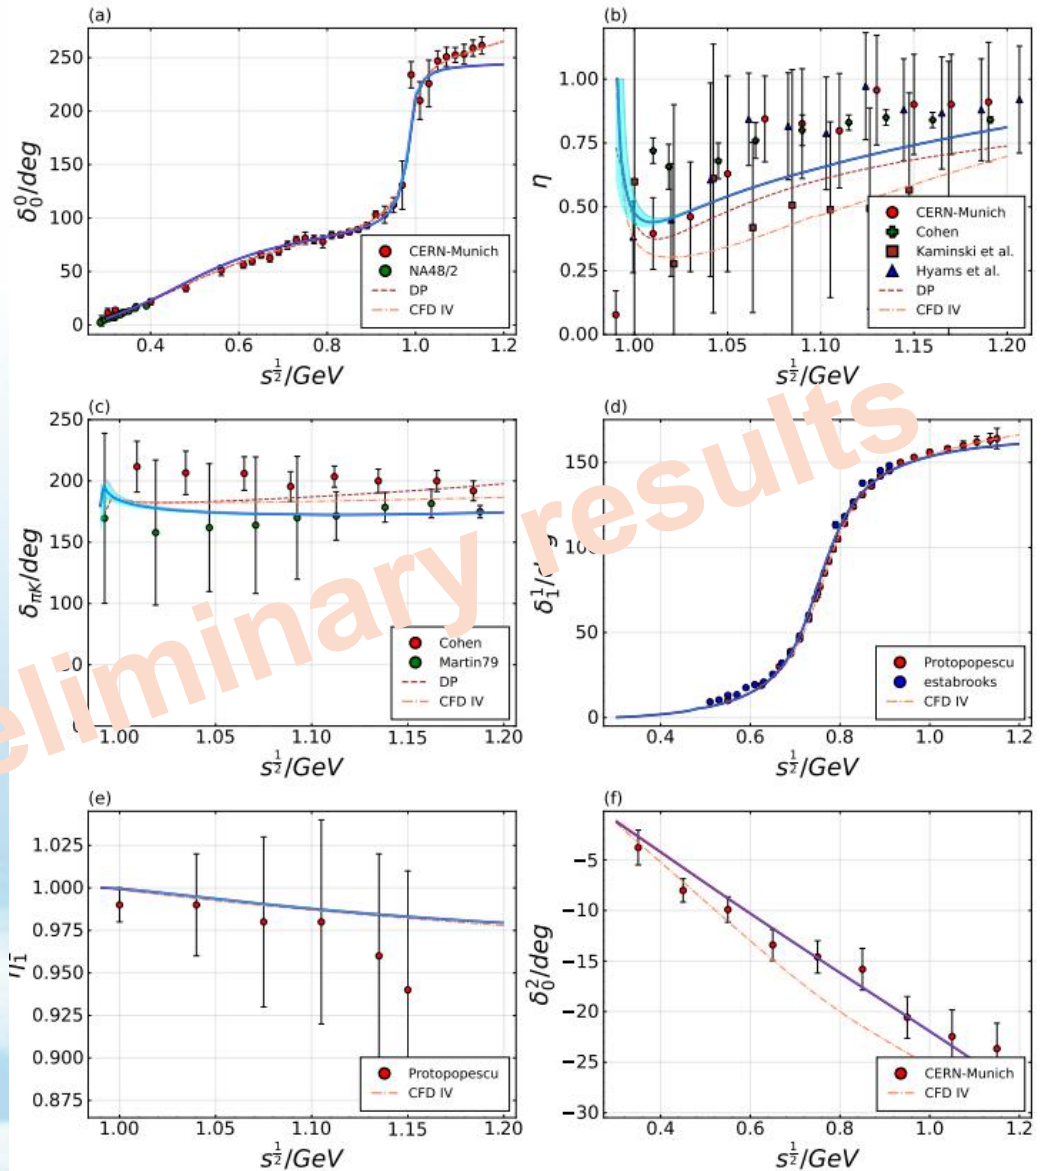 (a)
250
200
150
100
50
0
δ₀⁰/deg
0.4 0.6 0.8 1.0 1.2
s^{1/2}/GeV
CERN-Munich
NA48/2
DP
CFD IV
(b)
1.00
0.75
0.50
0.25
0.00
η
1.00 1.05 1.10 1.15 1.20
s^{1/2}/GeV
CERN-Munich
Cohen
Kaminski et al.
Hyams et al.
DP
CFD IV
(c)
250
200
150
100
δ_{πK}/deg
1.00 1.05 1.10 1.15 1.20
s^{1/2}/GeV
Cohen
Martin79
DP
CFD IV
(d)
150
50
0
0.4 0.6 0.8 1.0 1.2
s^{1/2}/GeV
Protopopescu
estabrooks
CFD IV
eliminary results
(e)
1.025
1.000
0.975
0.950
0.925
0.900
0.875
1.00 1.05 1.10 1.15 1.20
s^{1/2}/GeV
Protopopescu
CFD IV
(f)
−5
−10
−15
−20
−25
−30
δ₀²/deg
0.4 0.6 0.8 1.0 1.2
s^{1/2}/GeV
CERN-Munich
CFD IV